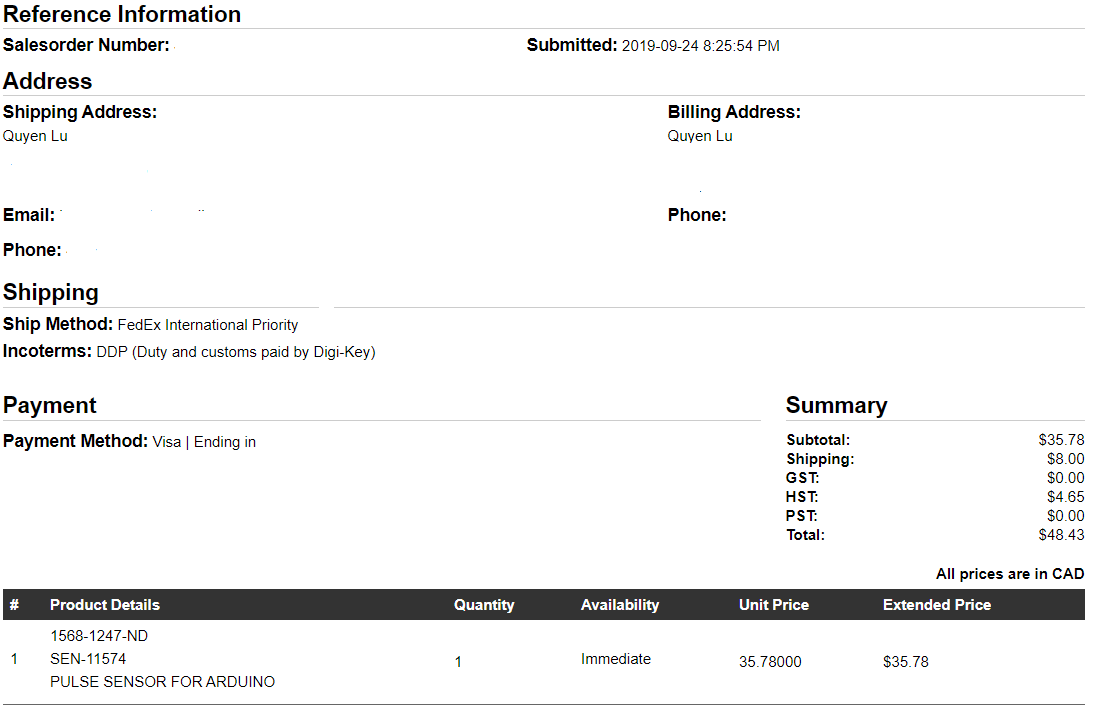 Reference Information
Salesorder Number: Submitted: 2019-09-24 8:25:54 PM
Address
Shipping Address: Billing Address:
Quyen Lu Quyen Lu
Email: Phone:
Phone:
Shipping
Ship Method: FedEx International Priority
Incoterms: DDP (Duty and customs paid by Digi-Key)
Payment Summary
Payment Method: Visa | Ending in Subtotal: $35.78
Shipping: $8.00
GST: $0.00
HST: $4.65
PST: $0.00
Total: $48.43
All prices are in CAD
# Product Details Quantity Availability Unit Price Extended Price
1568-1247-ND
1 SEN-11574 1 Immediate 35.78000 $35.78
PULSE SENSOR FOR ARDUINO